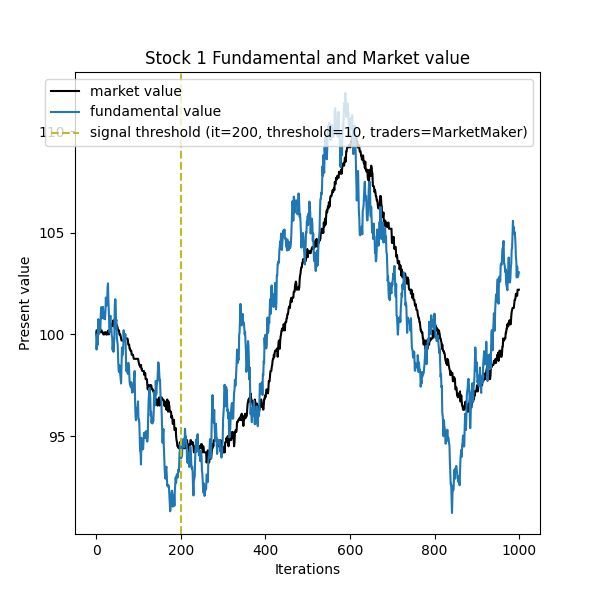 Stock 1 Fundamental and Market value
market value
fundamental value
signal threshold (it=200, threshold=10, traders=MarketMaker)
110
105
100
95
Present value
0 200 400 600 800 1000
Iterations